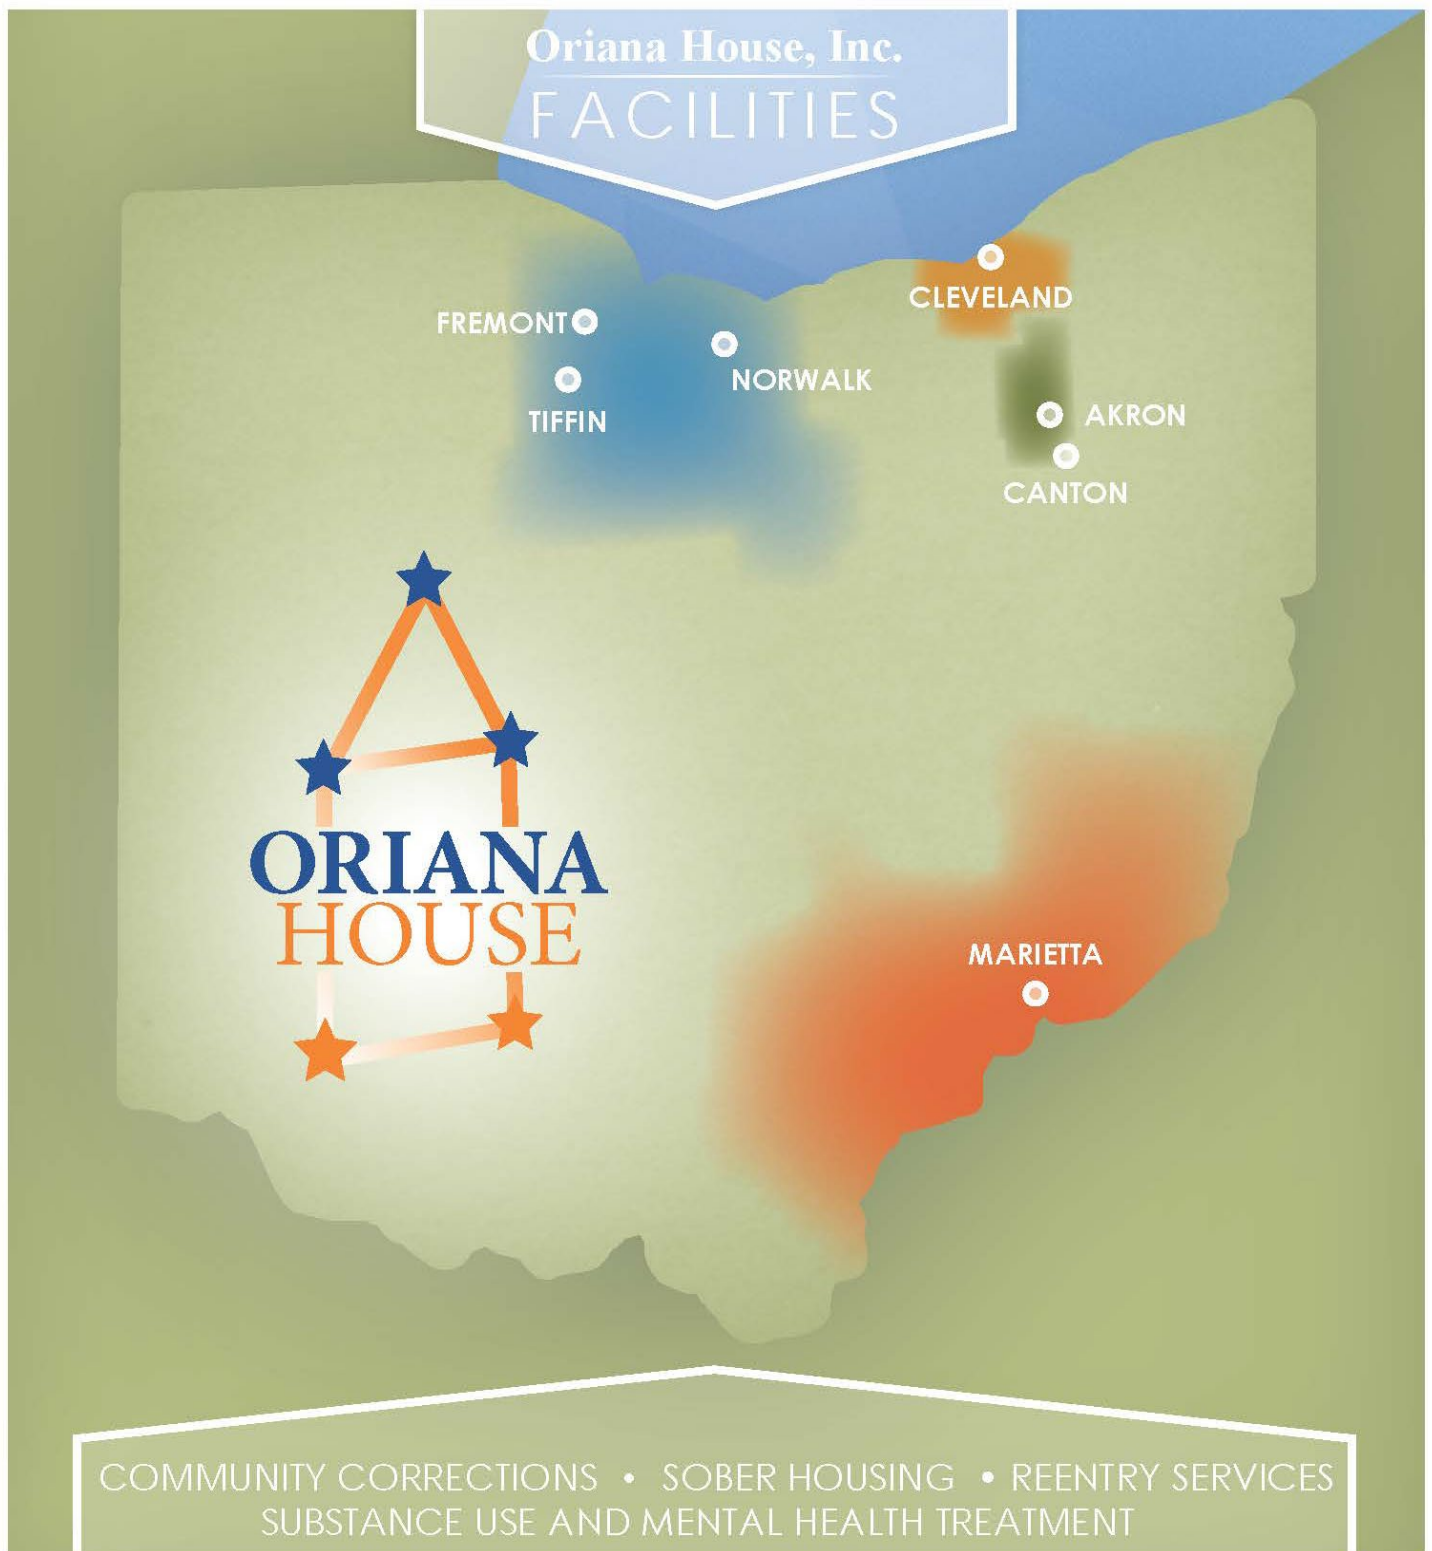 Oriana House, Inc.
FACILITIES
CLEVELAND
FREMONT
NORWALK
TIFFIN
AKRON
CANTON
ORIANA
HOUSE
MARIETTA
COMMUNITY CORRECTIONS • SOBER HOUSING • REENTRY SERVICES
SUBSTANCE USE AND MENTAL HEALTH TREATMENT